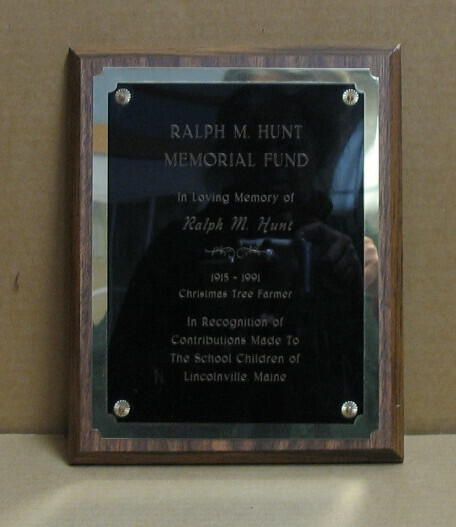 RALPH M. HUNT
MEMORIAL FUND
In Loving Memory of
Ralph M. Hunt
1915 - 1991
Christmas Tree Farmer
In Recognition of
Contributions Made To
The School Children of
Lincolnville, Maine